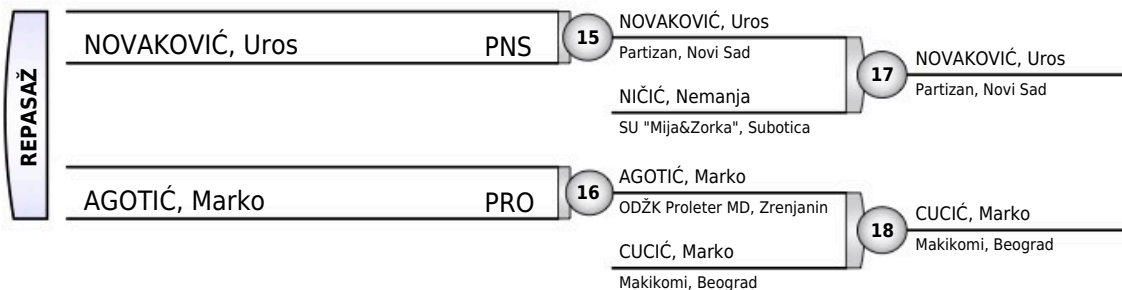 REPASAŽ
NOVAKOVIĆ, Uros PNS
15
NOVAKOVIĆ, Uros
Partizan, Novi Sad
NIČIĆ, Nemanja
SU "Mija&Zorka", Subotica
17
NOVAKOVIĆ, Uros
Partizan, Novi Sad
AGOTIĆ, Marko PRO
16
AGOTIĆ, Marko
ODŽK Proleter MD, Zrenjanin
CUCIĆ, Marko
Makikomi, Beograd
18
CUCIĆ, Marko
Makikomi, Beograd